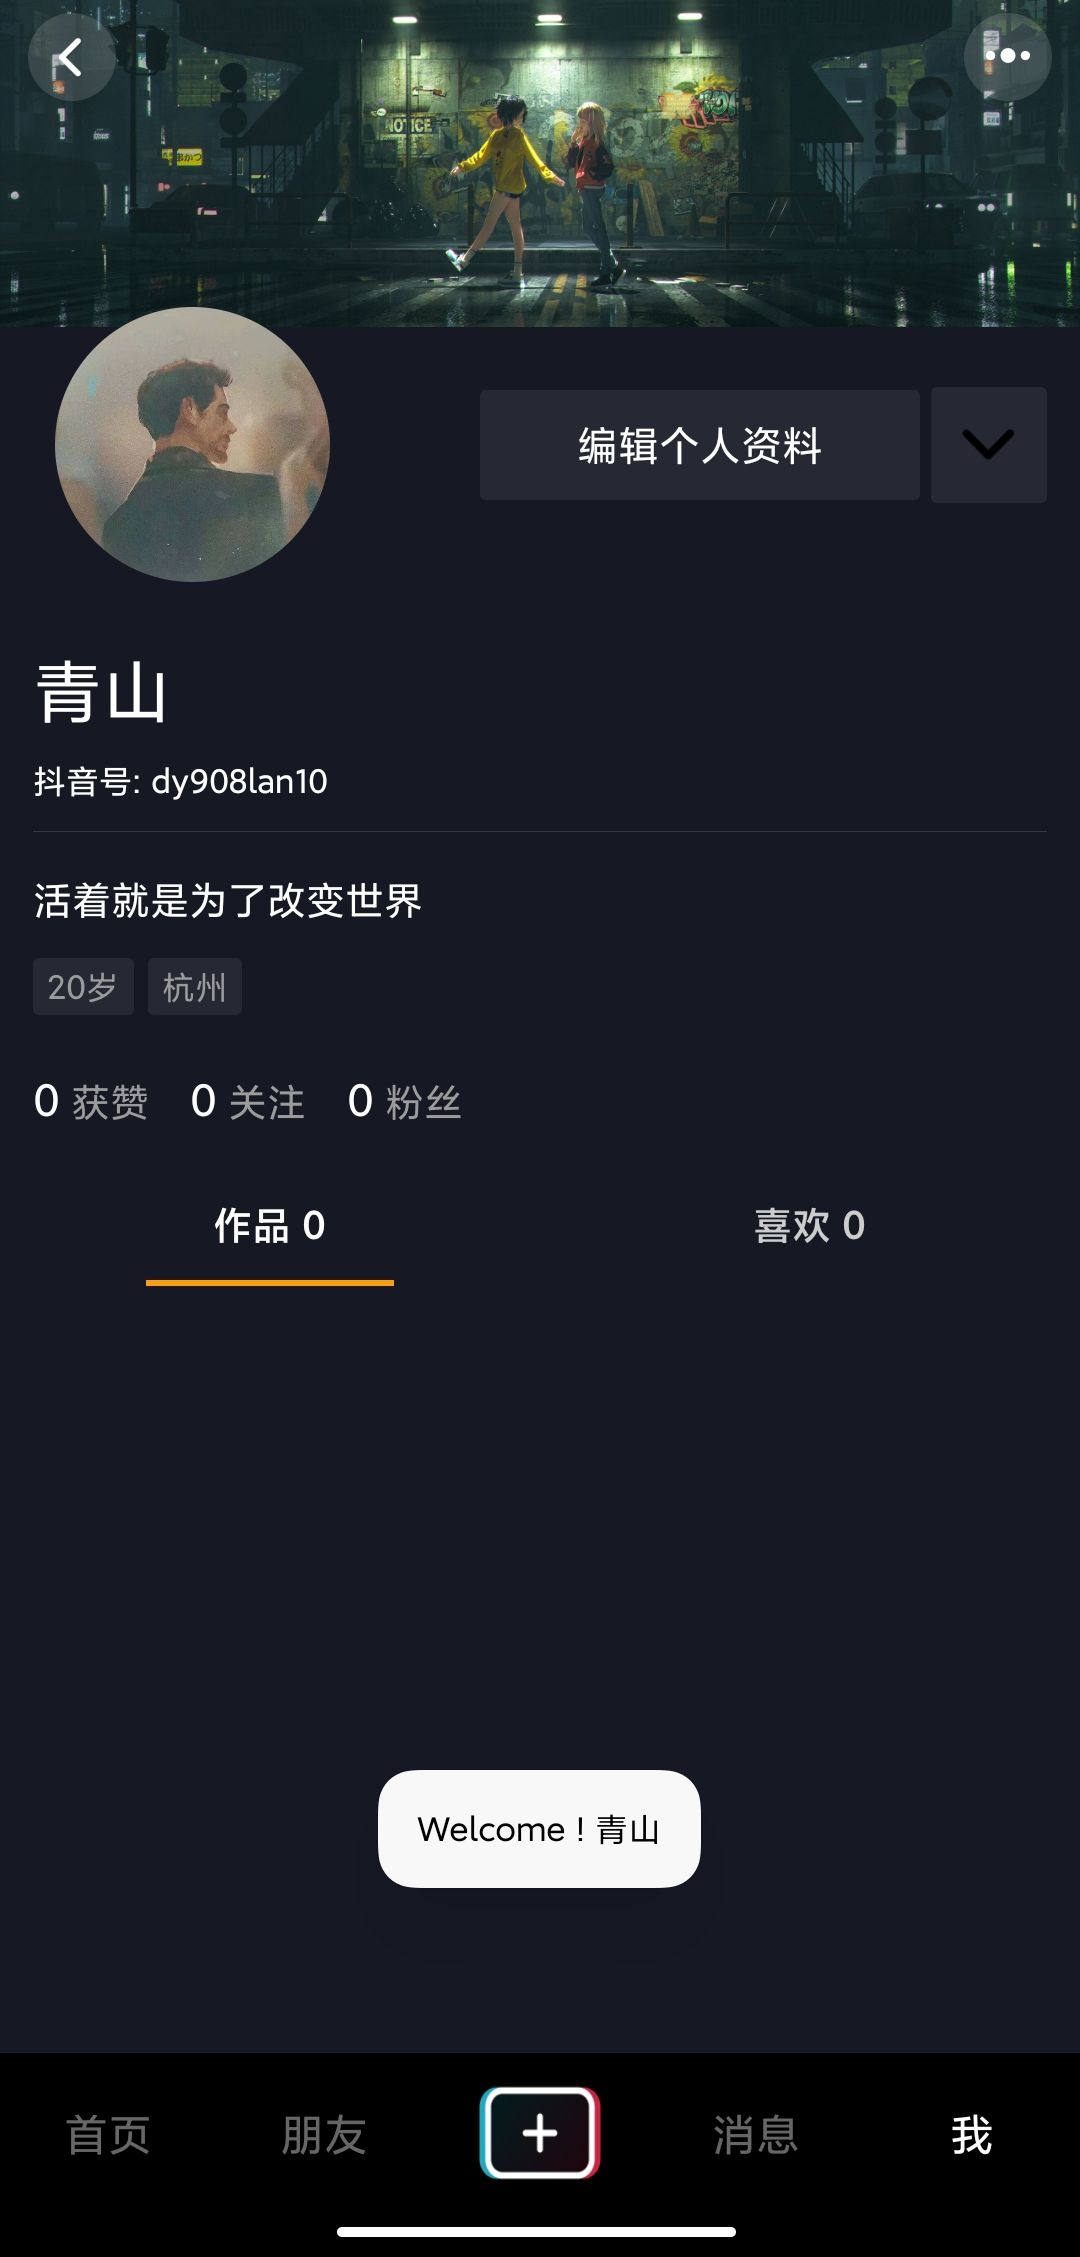 NOTICE
编辑个人资料
青山
抖音号: dy908lan10
活着就是为了改变世界
20岁 杭州
0 获赞 0 关注 0 粉丝
作品 0 喜欢 0
Welcome ! 青山
首页 朋友 消息 我